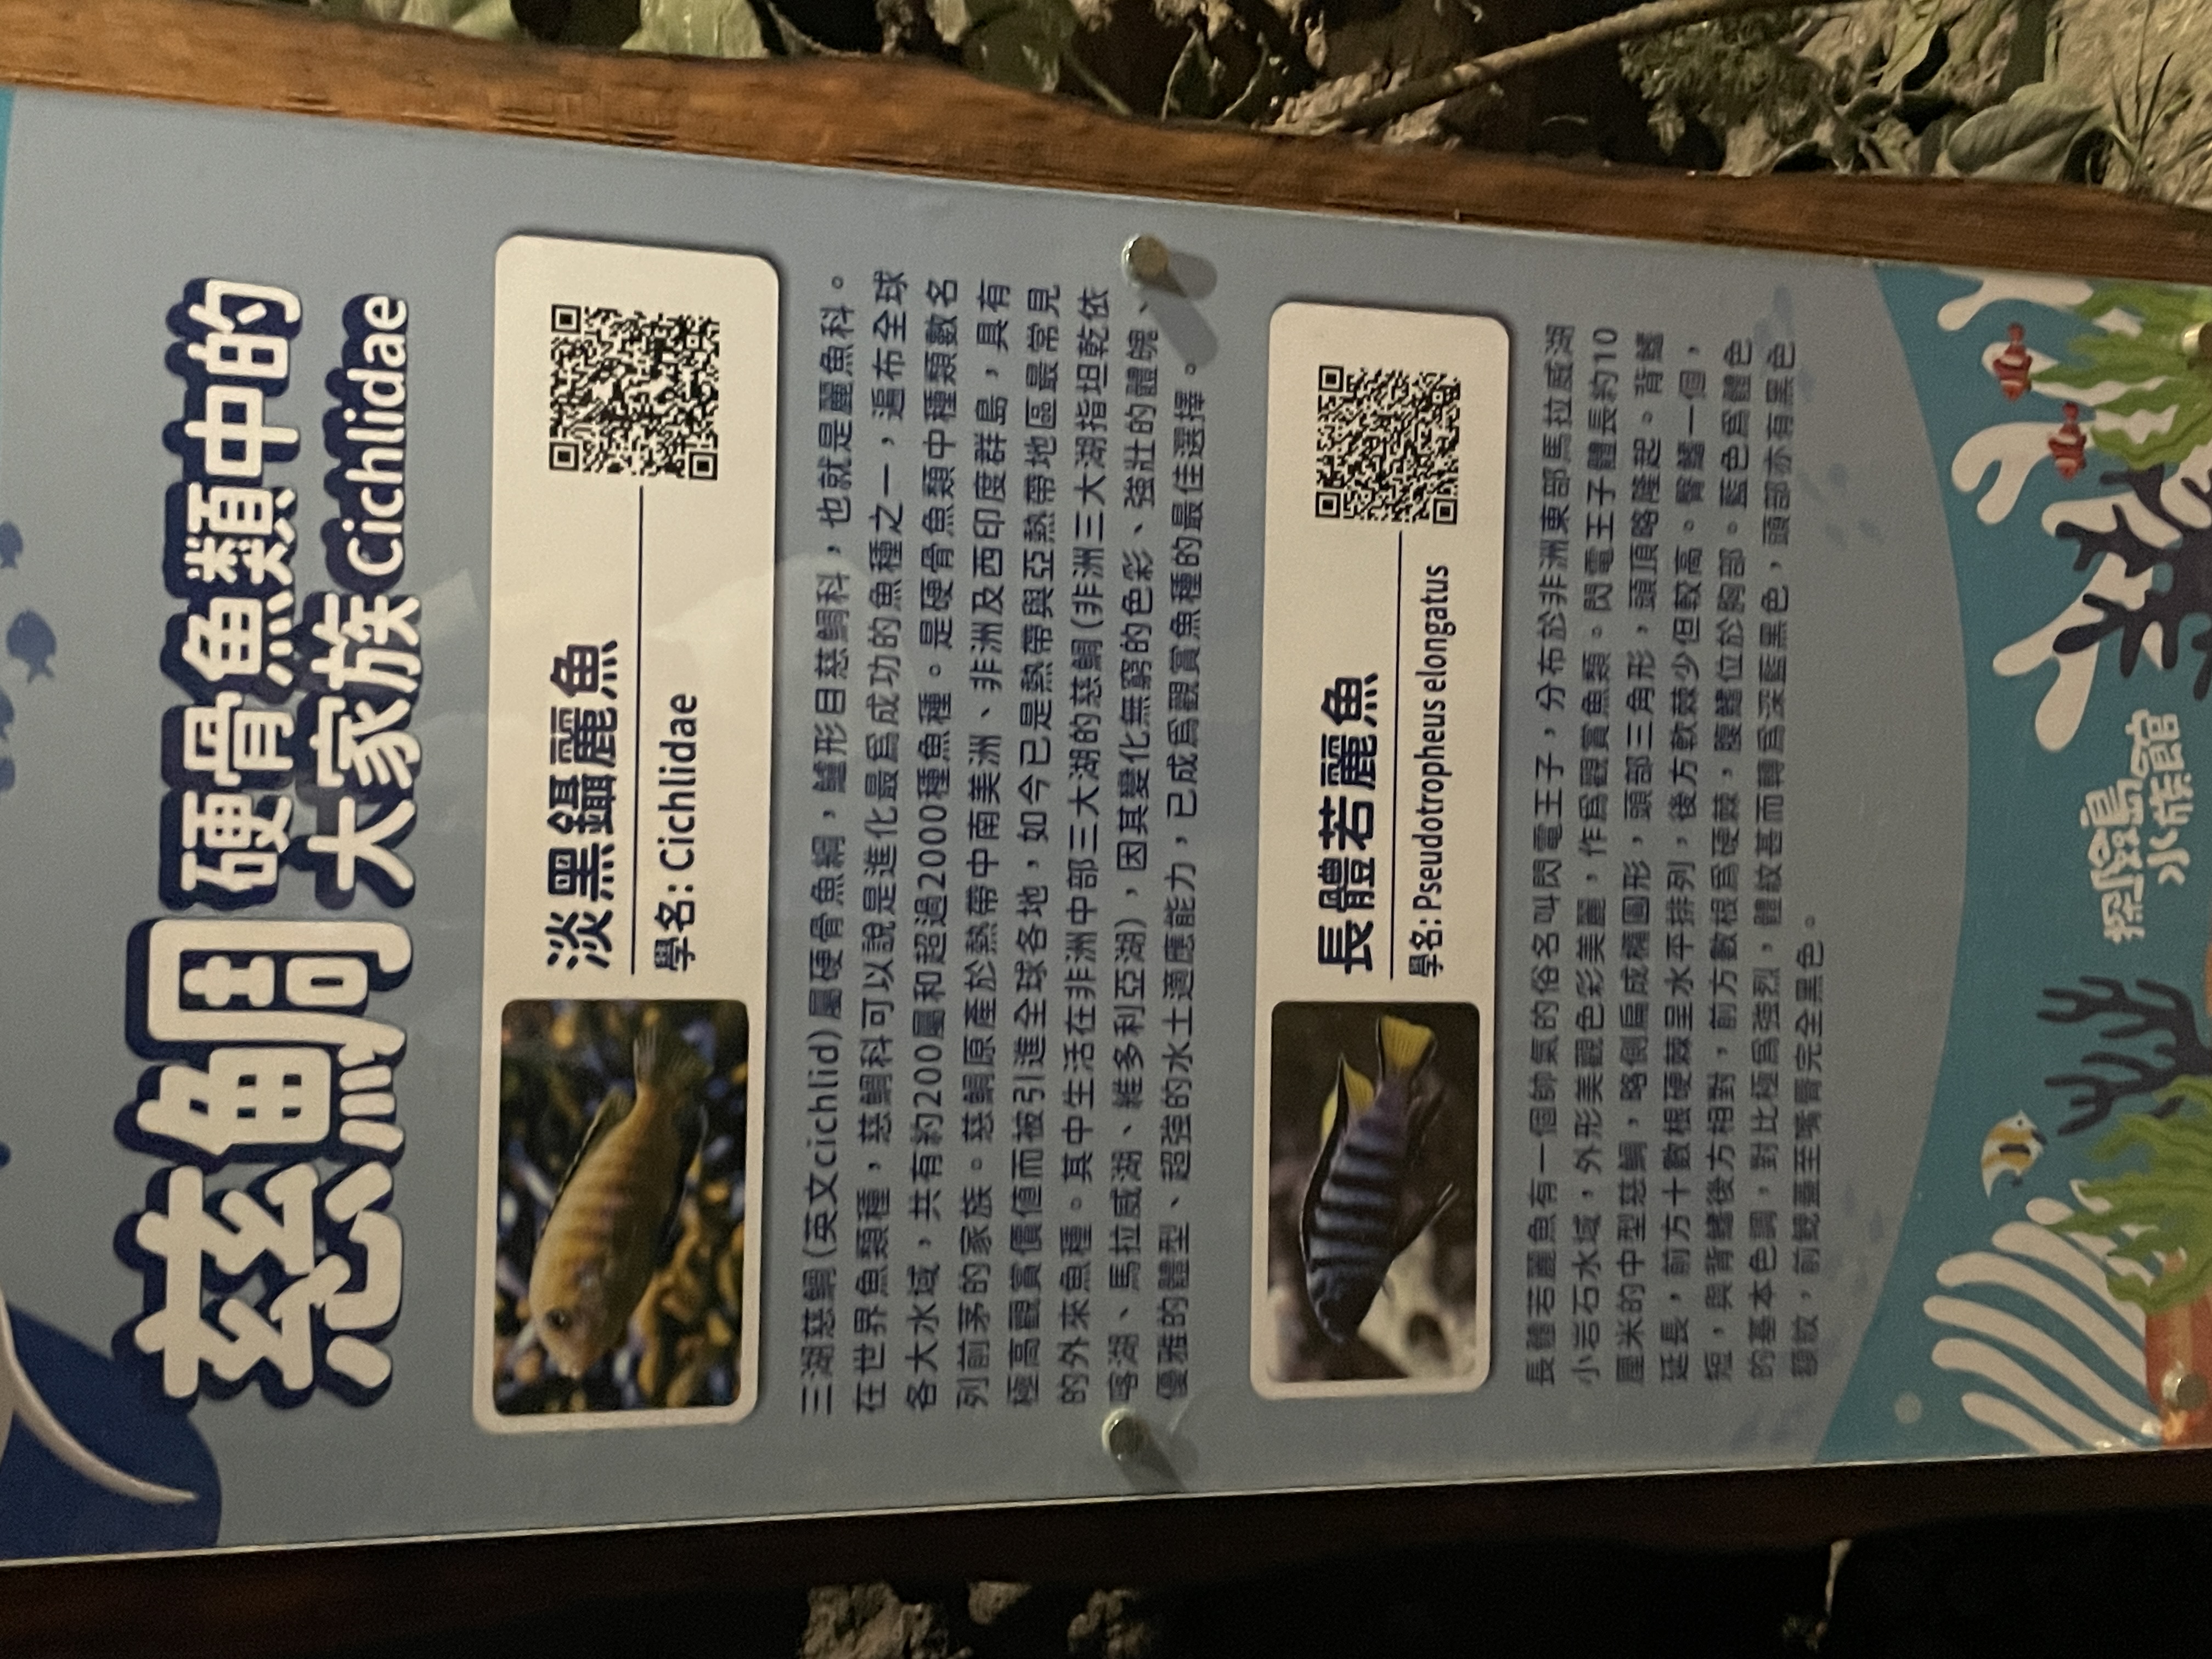 慈鯛
硬骨魚類中的
大家族 Cichlidae
淡黑鑷麗魚
學名: Cichlidae
三湖慈鯛(英文cichlid)屬硬骨魚綱，鱸形目慈鯛科，也就是麗魚科。
在世界魚類種，慈鯛科可以說是進化最為成功的魚種之一，遍布全球
各大水域，共有約200屬和超過2000種魚種。是硬骨魚類中種類數名
列前茅的家族。慈鯛原產於熱帶中南美洲、非洲及西印度群島，具有
極高觀賞價值而被引進全球各地，如今已是熱帶與亞熱帶地區最常見
的外來魚種。其中生活在非洲中部三大湖的慈鯛(非洲三大湖指坦乾依
喀湖、馬拉威湖、維多利亞湖)，因其變化無窮的色彩、強壯的體魄、
優雅的體型、超強的水土適應能力，已成為觀賞魚種的最佳選擇。
長體若麗魚
學名: Pseudotropheus elongatus
長體若麗魚有一個帥氣的俗名叫閃電王子，分布於非洲東部馬拉威湖
小岩石水域，外形美觀色彩美麗，作為觀賞魚類。閃電王子體長約10
厘米的中型慈鯛，略側扁成橢圓形，頭部三角形，頭頂略隆起。背鰭
延長，前方十數根硬棘呈水平排列，後方軟棘少但較高。臀鰭一個，
短，與背鰭後方相對，前方數根為硬棘，腹鰭位於胸部。藍色為體色
的基本色調，對比極為強烈，體紋甚而轉為深藍黑色，頭部亦有黑色
額紋，前鰓蓋至嘴脣完全黑色。
探險島
水族館